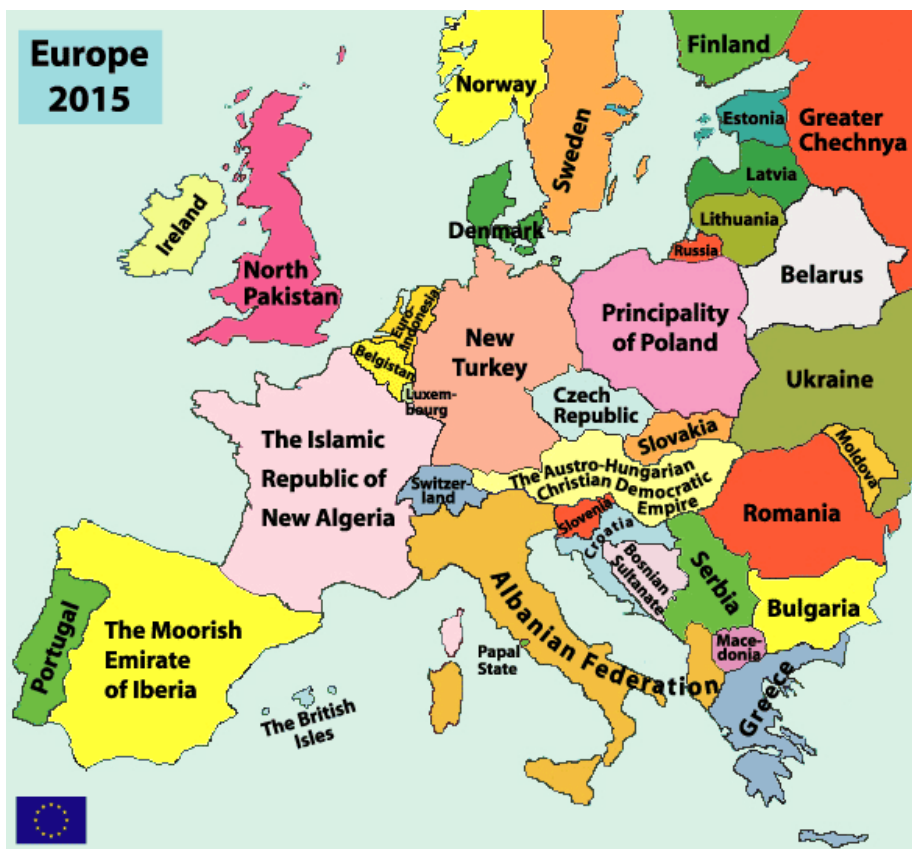 Europe
2015
Norway
Sweden
Finland
Estonia
Greater
Chechnya
Latvia
Lithuania
Russia
Belarus
Ireland
North
Pakistan
Denmark
Euro-
Indonesia
Belgistan
Luxem-
bourg
New
Turkey
Principality
of Poland
Czech
Republic
Slovakia
Ukraine
Moldova
The Islamic
Republic of
New Algeria
Switzer-
land
The Austro-Hungarian
Christian Democratic
Empire
Slovenia
Croatia
Bosnian
Sultanate
Romania
Serbia
Bulgaria
Mace-
donia
Greece
Albanian Federation
Papal
State
Portugal
The Moorish
Emirate
of Iberia
The British
Isles